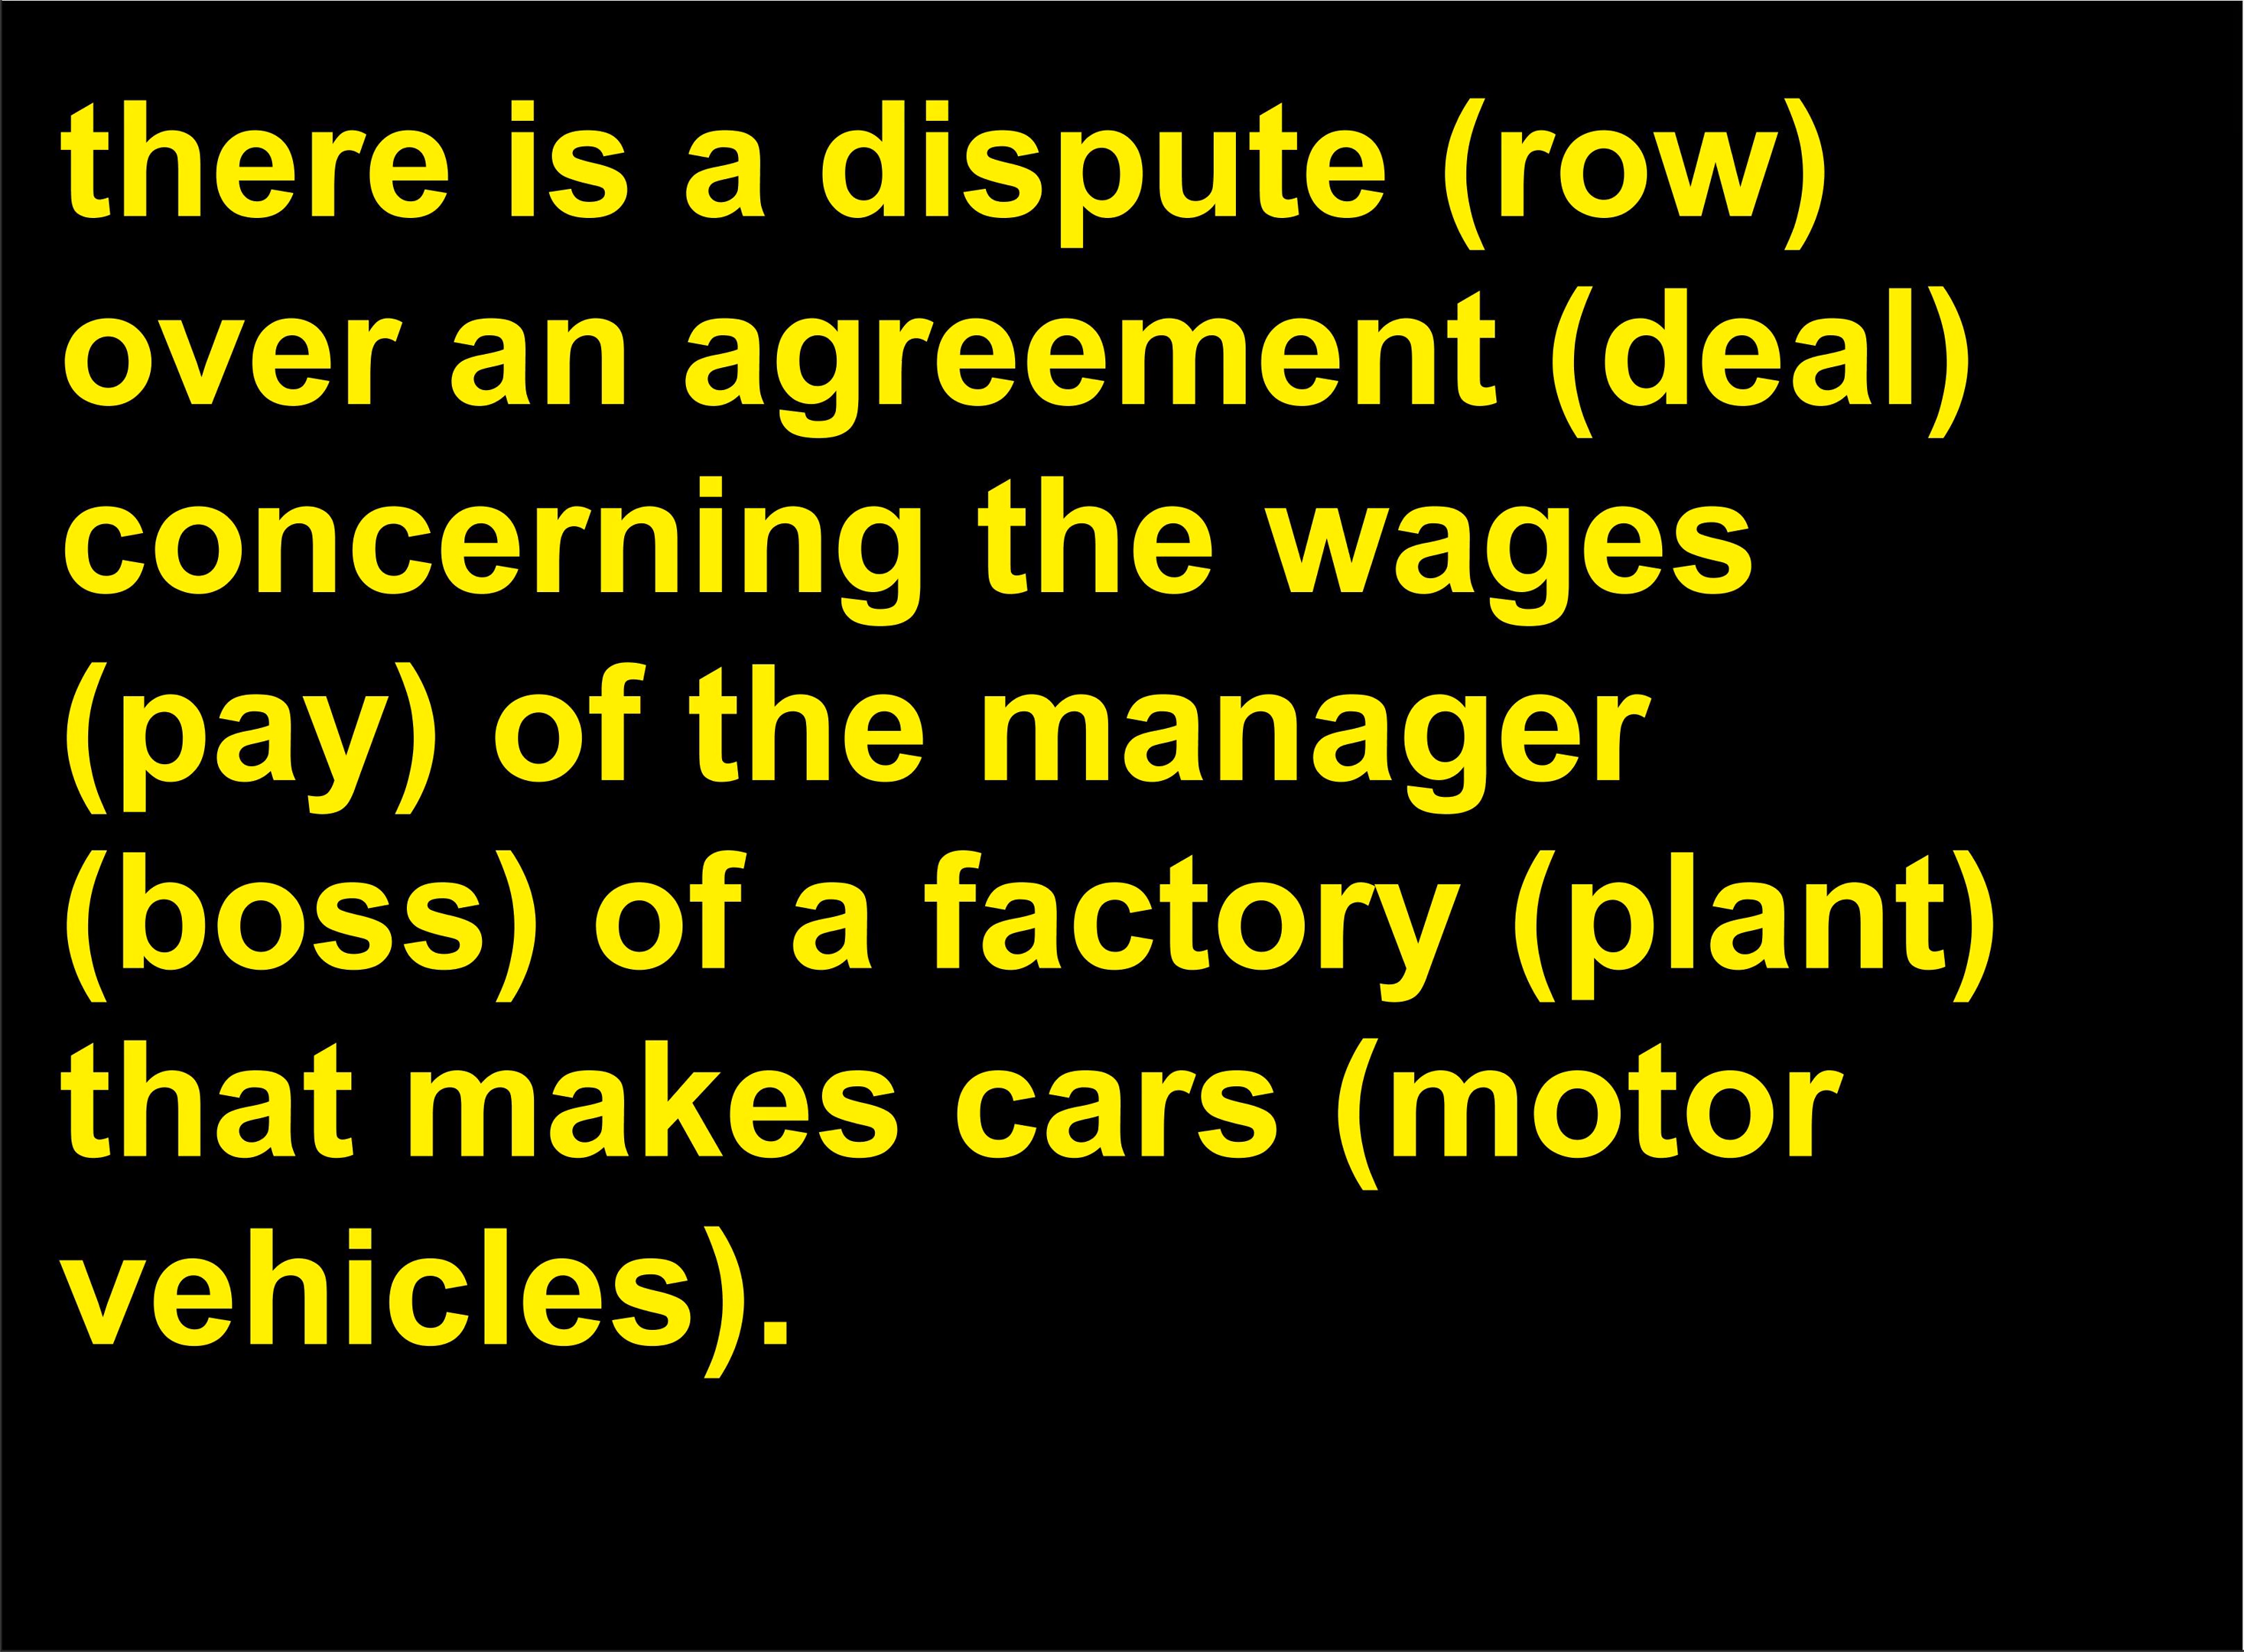 there is a dispute (row)
over an agreement (deal)
concerning the wages
(pay) of the manager
(boss) of a factory (plant)
that makes cars (motor
vehicles).